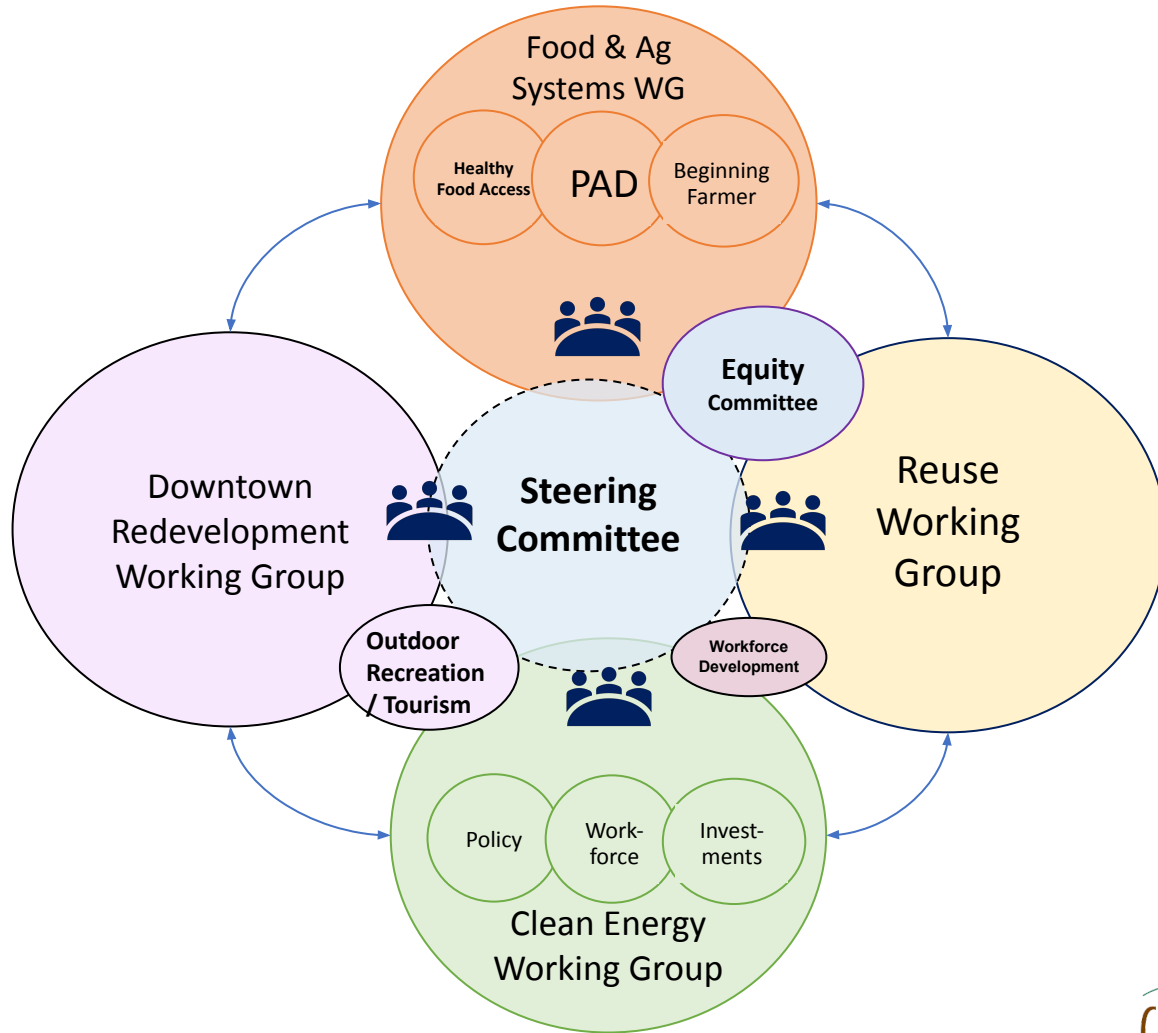 Food & Ag
Systems WG
Healthy
Food Access
PAD
Beginning
Farmer
Equity
Committee
Downtown
Redevelopment
Working Group
Steering
Committee
Reuse
Working
Group
Outdoor
Recreation
/ Tourism
Workforce
Development
Policy
Work-
force
Invest-
ments
Clean Energy
Working Group